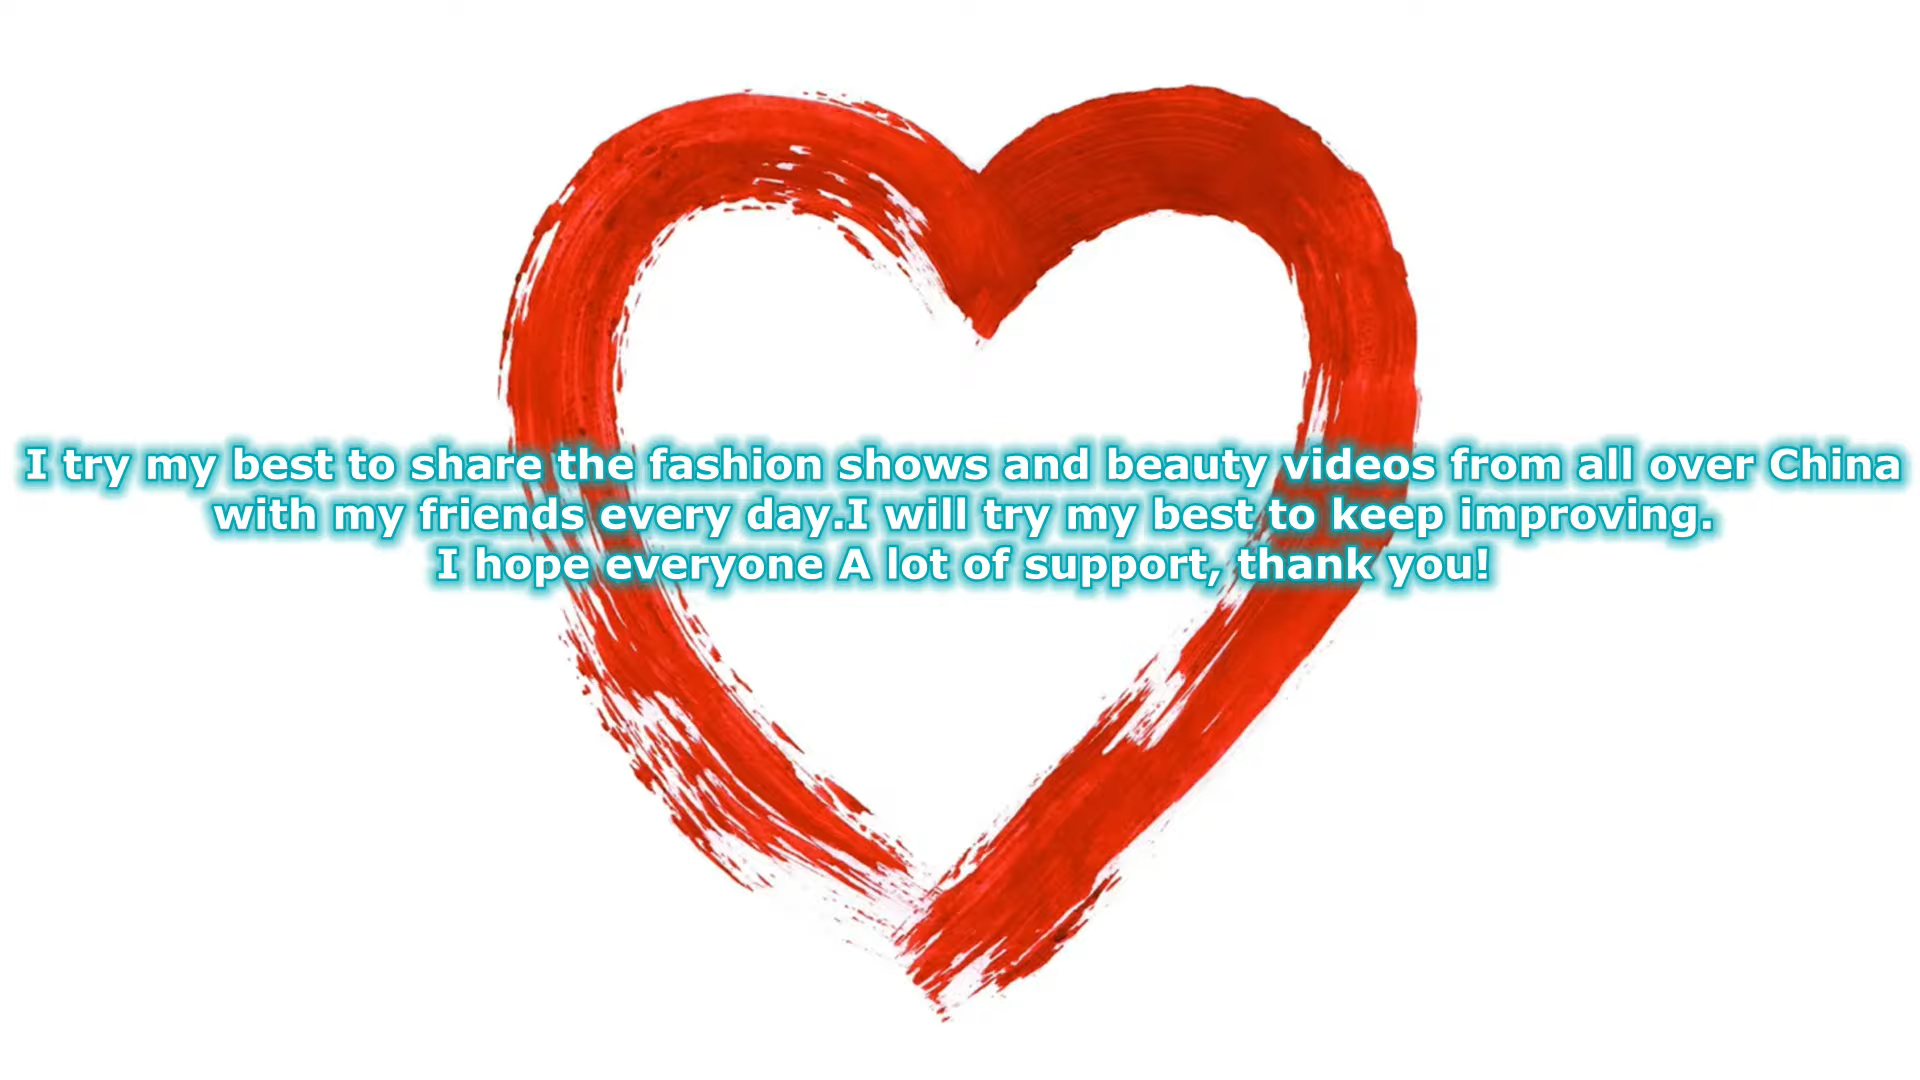 I try my best to share the fashion shows and beauty videos from all over China
with my friends every day.I will try my best to keep improving.
I hope everyone A lot of support, thank you!